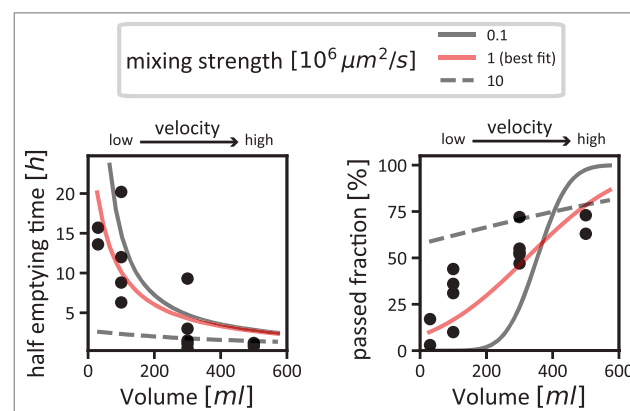 mixing strength [10⁶ μm²/s]
0.1
1 (best fit)
10
velocity
low
high
half emptying time [h]
20
15
10
5
0
200
400
600
Volume [ml]
velocity
low
high
passed fraction [%]
100
75
50
25
0
0
200
400
600
Volume [ml]